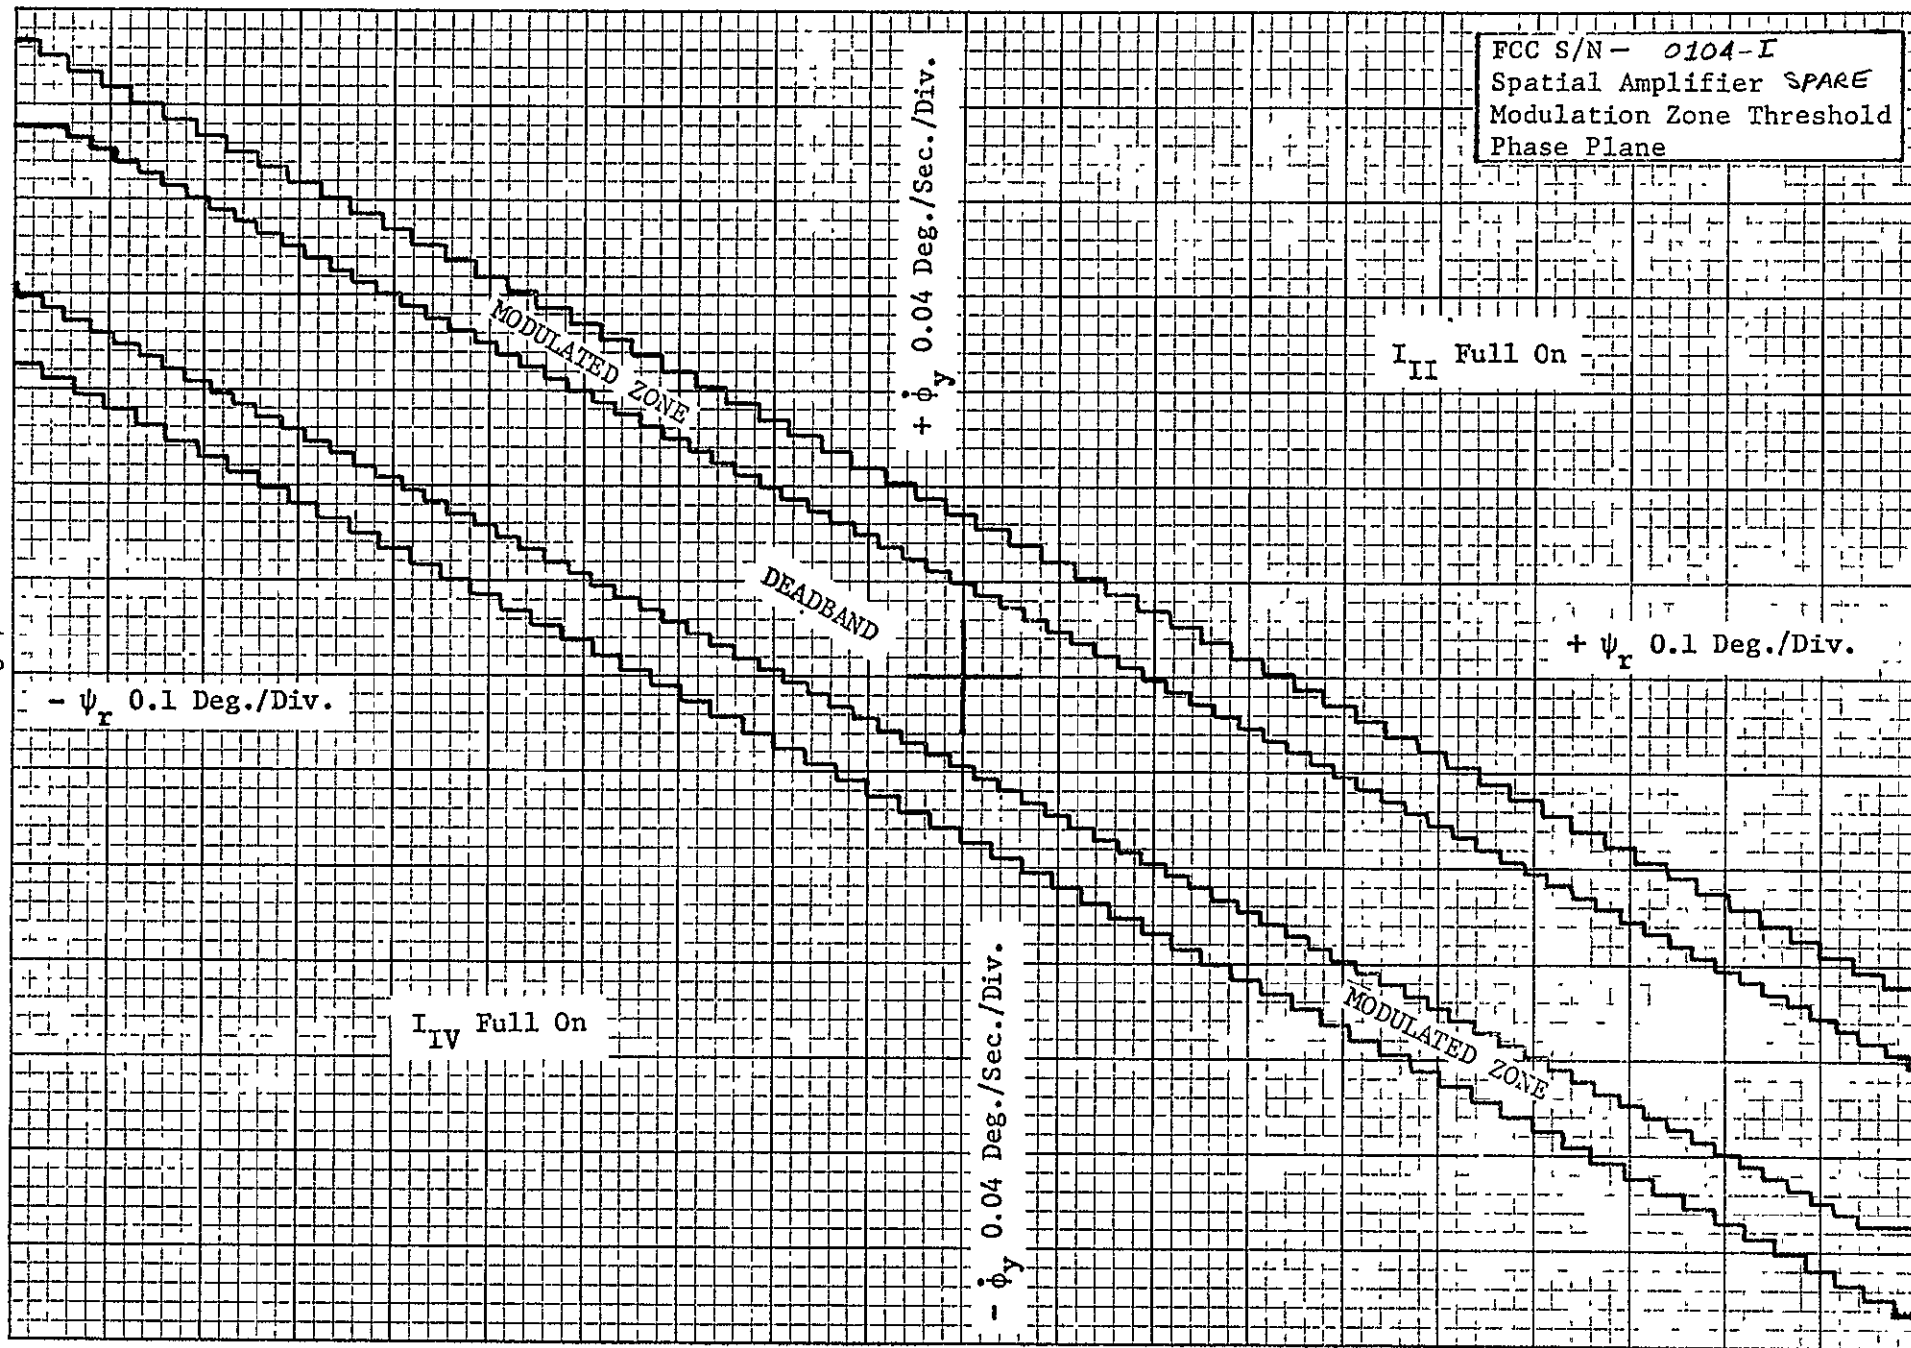 FCC S/N - 0104-I
Spatial Amplifier SPARE
Modulation Zone Threshold
Phase Plane
+ φ̇y 0.04 Deg./Sec./Div.
MODULATED ZONE
III Full On
DEADBAND
+ ψr 0.1 Deg./Div.
- ψr 0.1 Deg./Div.
IIV Full On
- φ̇y 0.04 Deg./Sec./Div.
MODULATED ZONE